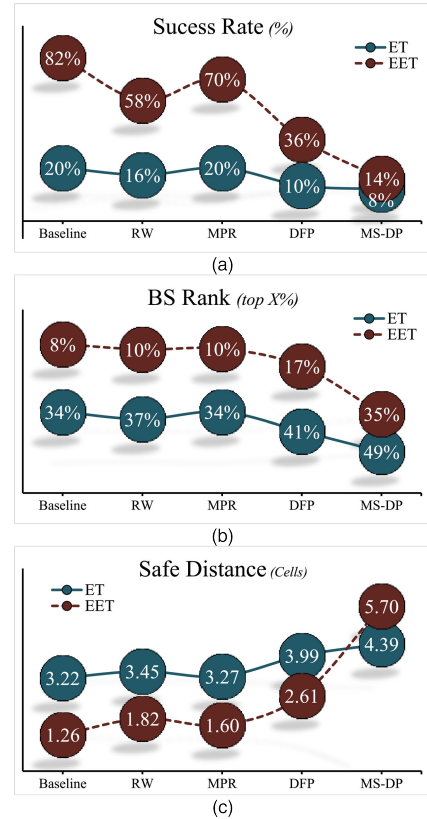 Sucess Rate (%)
ET
EET
82%
58%
70%
36%
14%
20%
16%
20%
10%
8%
Baseline RW MPR DFP MS-DP
(a)
BS Rank (top X%)
ET
EET
8%
10%
10%
17%
35%
34%
37%
34%
41%
49%
Baseline RW MPR DFP MS-DP
(b)
Safe Distance (Cells)
ET
EET
3.22
3.45
3.27
3.99
4.39
1.26
1.82
1.60
2.61
5.70
Baseline RW MPR DFP MS-DP
(c)